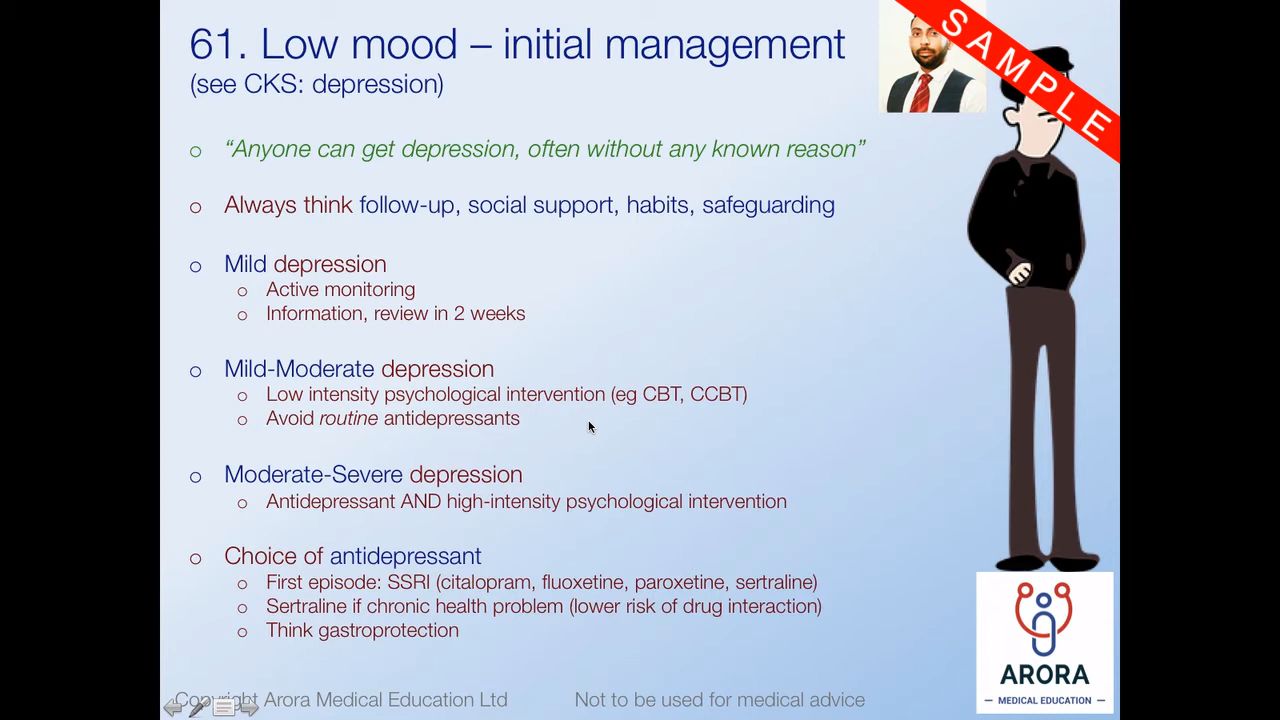 61. Low mood – initial management
(see CKS: depression)
SAMPLE
o “Anyone can get depression, often without any known reason”
o Always think follow-up, social support, habits, safeguarding
o Mild depression
o Active monitoring
o Information, review in 2 weeks
o Mild-Moderate depression
o Low intensity psychological intervention (eg CBT, CCBT)
o Avoid routine antidepressants
o Moderate-Severe depression
o Antidepressant AND high-intensity psychological intervention
o Choice of antidepressant
o First episode: SSRI (citalopram, fluoxetine, paroxetine, sertraline)
o Sertraline if chronic health problem (lower risk of drug interaction)
o Think gastroprotection
ARORA
– MEDICAL EDUCATION –
Copyright Arora Medical Education Ltd Not to be used for medical advice